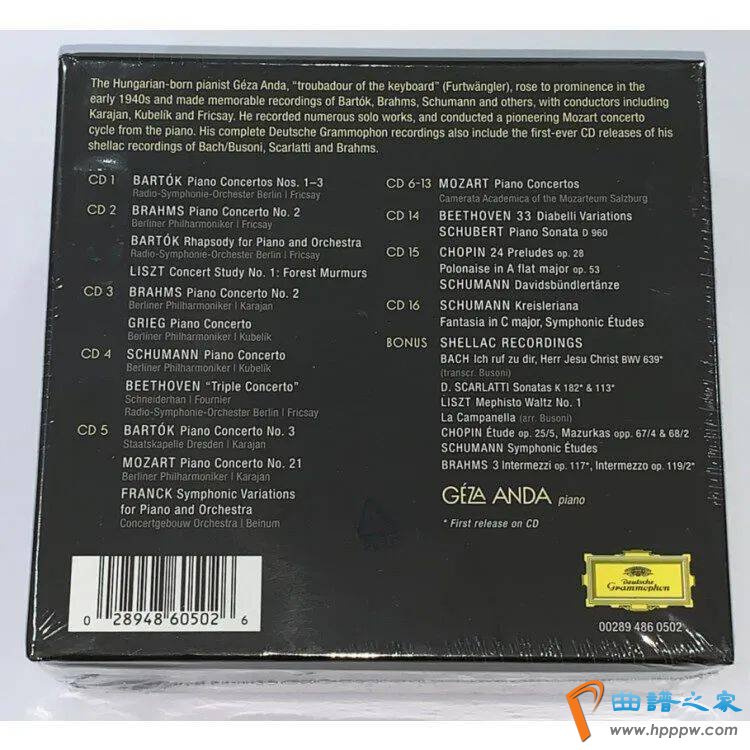 The Hungarian-born pianist Géza Anda, “troubadour of the keyboard” (Furtwängler), rose to prominence in the
early 1940s and made memorable recordings of Bartók, Brahms, Schumann and others, with conductors including
Karajan, Kubelík and Fricsay. He recorded numerous solo works, and conducted a pioneering Mozart concerto
cycle from the piano. His complete Deutsche Grammophon recordings also include the first-ever CD releases of his
shellac recordings of Bach/Busoni, Scarlatti and Brahms.
CD 1 BARTÓK Piano Concertos Nos. 1–3
Radio-Symphonie-Orchester Berlin | Fricsay
CD 2 BRAHMS Piano Concerto No. 2
Berliner Philharmoniker | Fricsay
BARTÓK Rhapsody for Piano and Orchestra
Radio-Symphonie-Orchester Berlin | Fricsay
LISZT Concert Study No. 1: Forest Murmurs
CD 3 BRAHMS Piano Concerto No. 2
Berliner Philharmoniker | Karajan
GRIEG Piano Concerto
Berliner Philharmoniker | Kubelík
CD 4 SCHUMANN Piano Concerto
Berliner Philharmoniker | Kubelík
BEETHOVEN “Triple Concerto”
Schneiderhan | Fournier
Radio-Symphonie-Orchester Berlin | Fricsay
CD 5 BARTÓK Piano Concerto No. 3
Staatskapelle Dresden | Karajan
MOZART Piano Concerto No. 21
Berliner Philharmoniker | Karajan
FRANCK Symphonic Variations
for Piano and Orchestra
Concertgebouw Orchestra | Beinum
CD 6-13 MOZART Piano Concertos
Camerata Academica of the Mozarteum Salzburg
CD 14 BEETHOVEN 33 Diabelli Variations
SCHUBERT Piano Sonata D 960
CD 15 CHOPIN 24 Preludes op. 28
Polonaise in A flat major op. 53
SCHUMANN Davidsbündlertänze
CD 16 SCHUMANN Kreisleriana
Fantasia in C major, Symphonic Études
BONUS SHELLAC RECORDINGS
BACH Ich ruf zu dir, Herr Jesu Christ BWV 639*
(transcr. Busoni)
D. SCARLATTI Sonatas K 182* & 113*
LISZT Mephisto Waltz No. 1
La Campanella (arr. Busoni)
CHOPIN Étude op. 25/5, Mazurkas opp. 67/4 & 68/2
SCHUMANN Symphonic Études
BRAHMS 3 Intermezzi op. 117*, Intermezzo op. 119/2*
GÉZA ANDA piano
* First release on CD
0 28948 60502 6
Deutsche
Grammophon
00289 486 0502
曲谱之家
www.hpppw.com